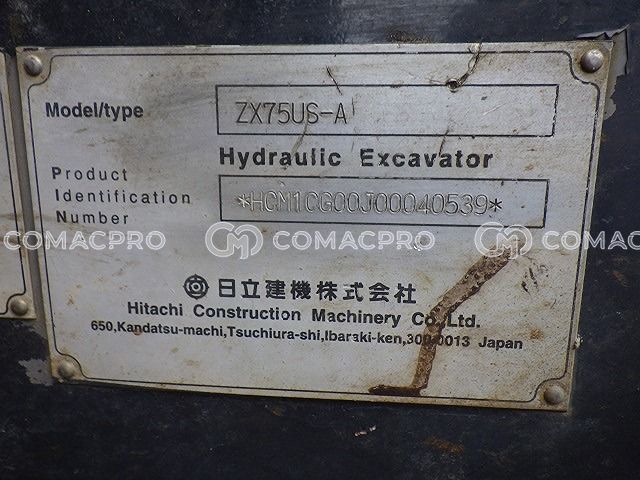 Model/type ZX75US-A
Hydraulic Excavator
Product
Identification
Number
*HCM1CG00J00040539*
COMACPRO COMACPRO COMACPRO
日立建機株式会社
Hitachi Construction Machinery Co.,Ltd.
650,Kandatsu-machi,Tsuchiura-shi,Ibaraki-ken,300-0013 Japan